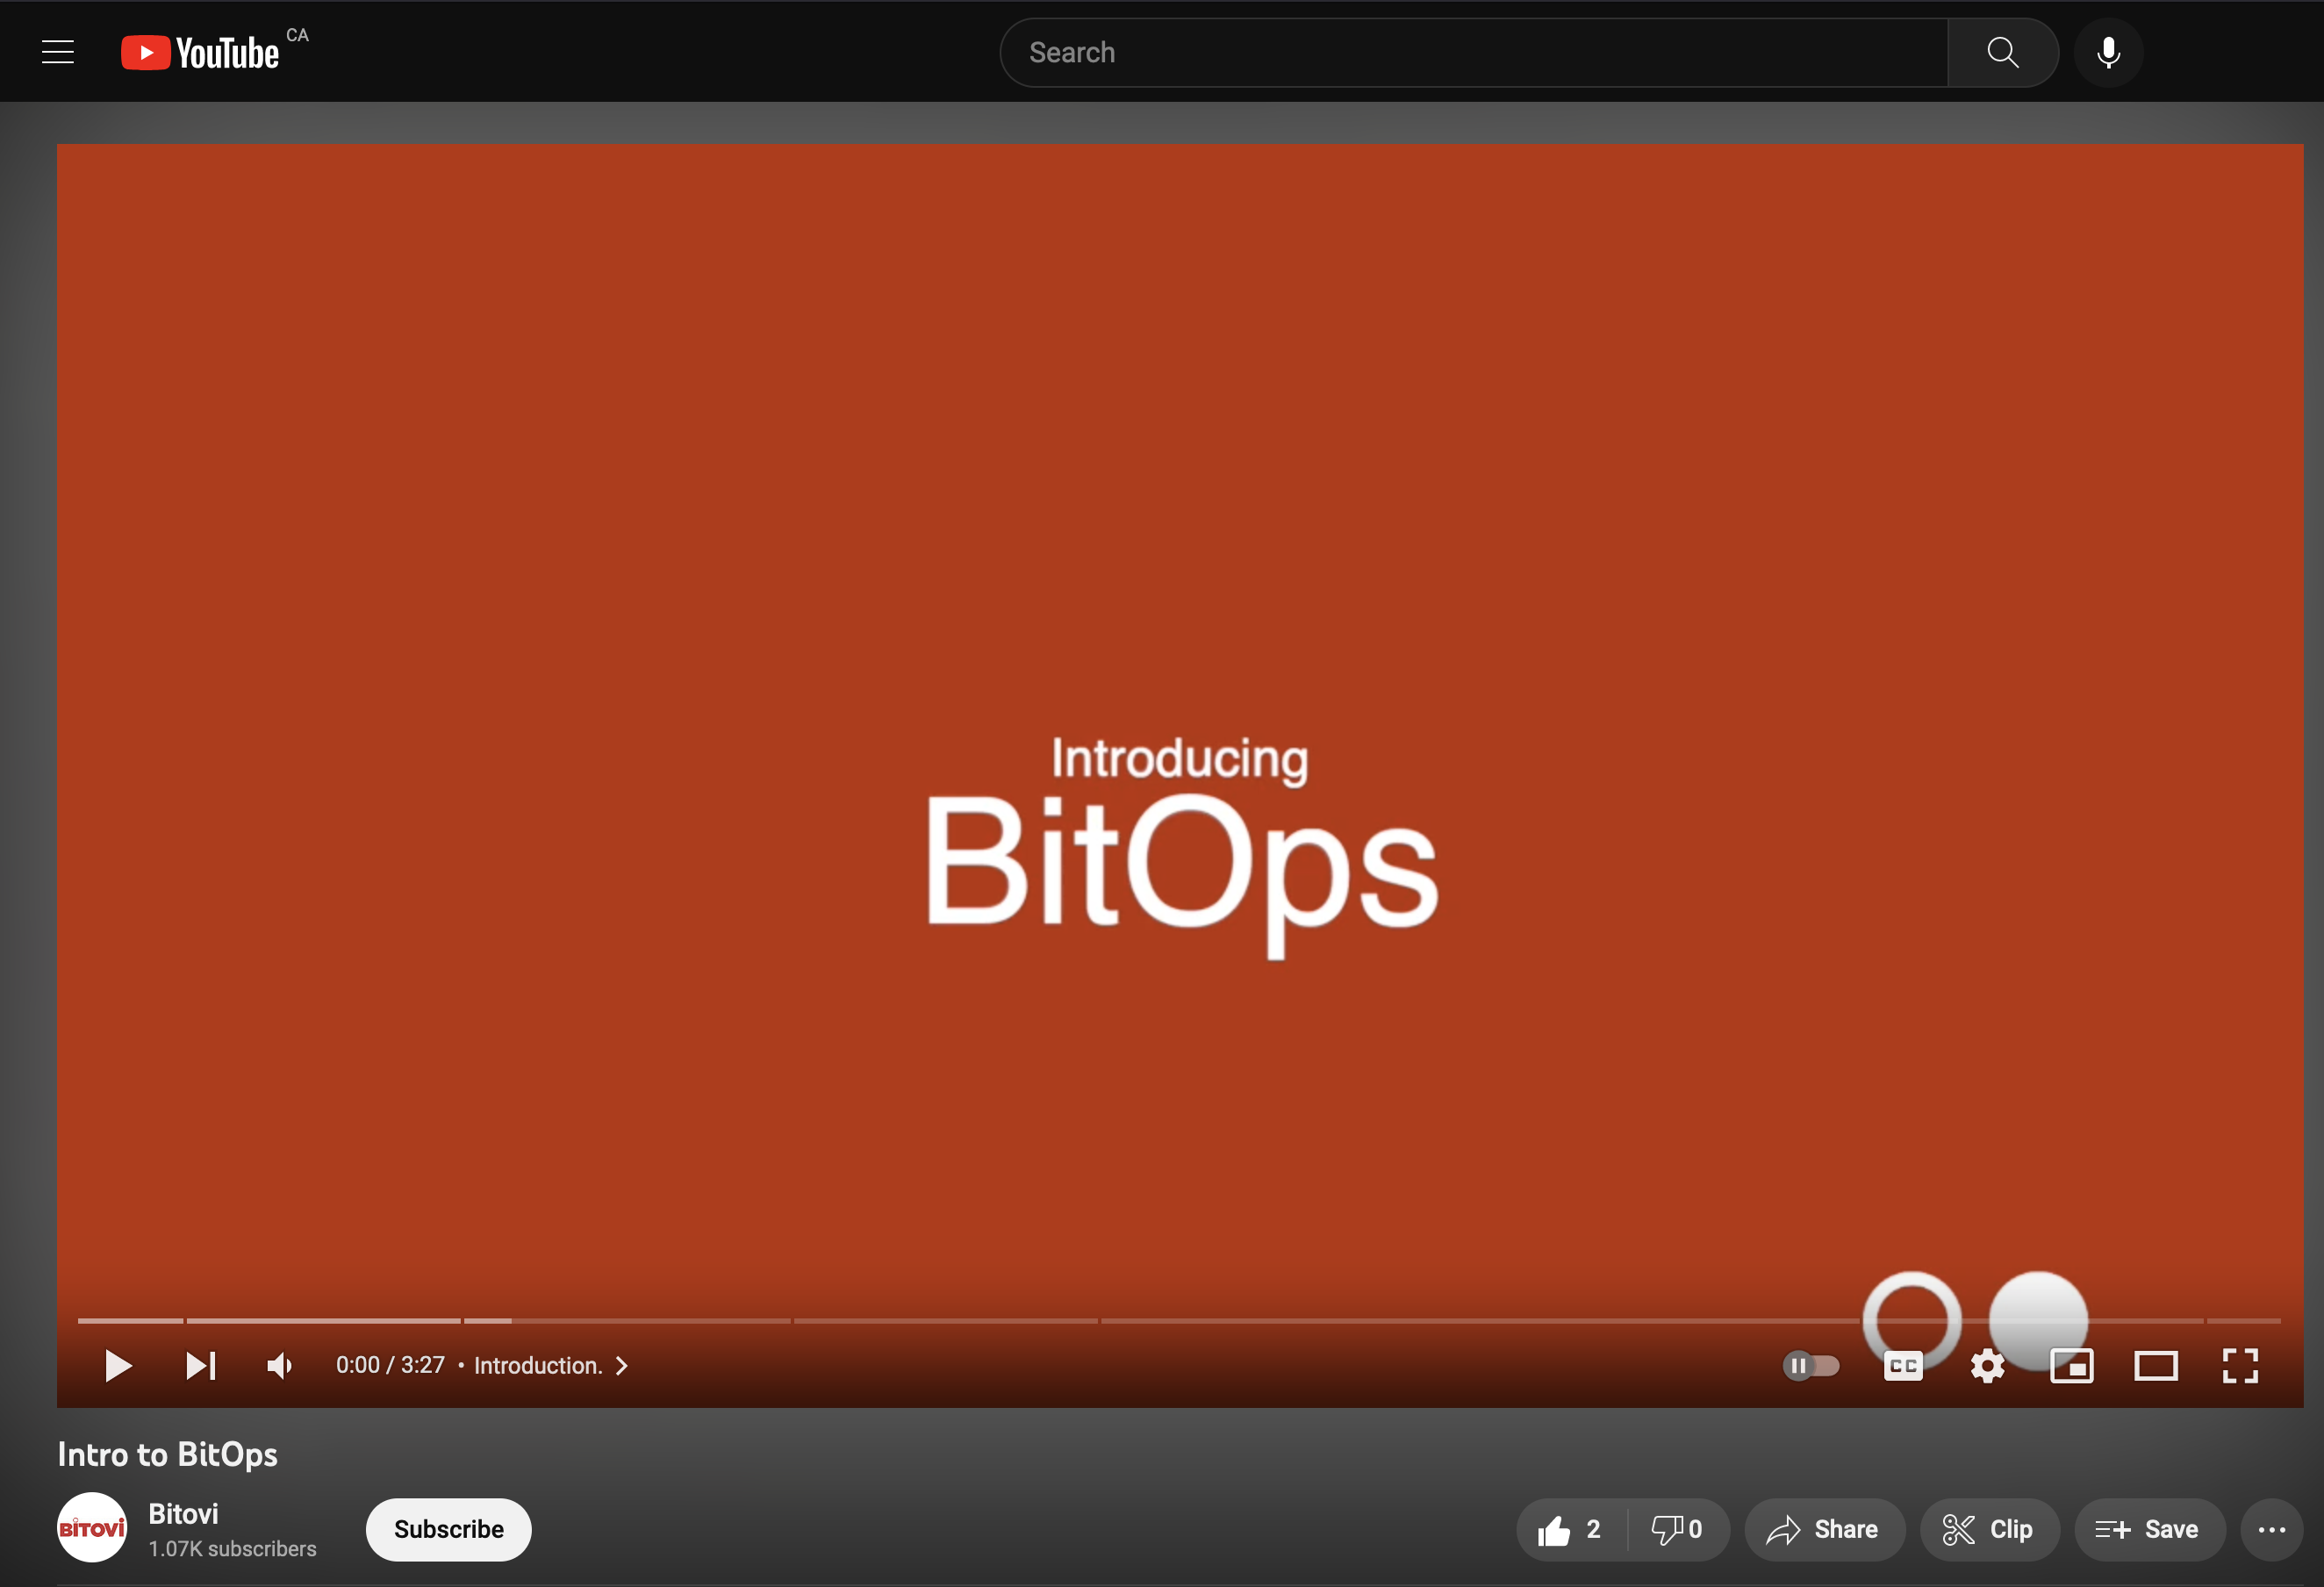 YouTube CA
Search
Introducing
BitOps
0:00 / 3:27 • Introduction.
CC
Intro to BitOps
BITOVI
Bitovi
1.07K subscribers
Subscribe
2
0
Share
Clip
Save